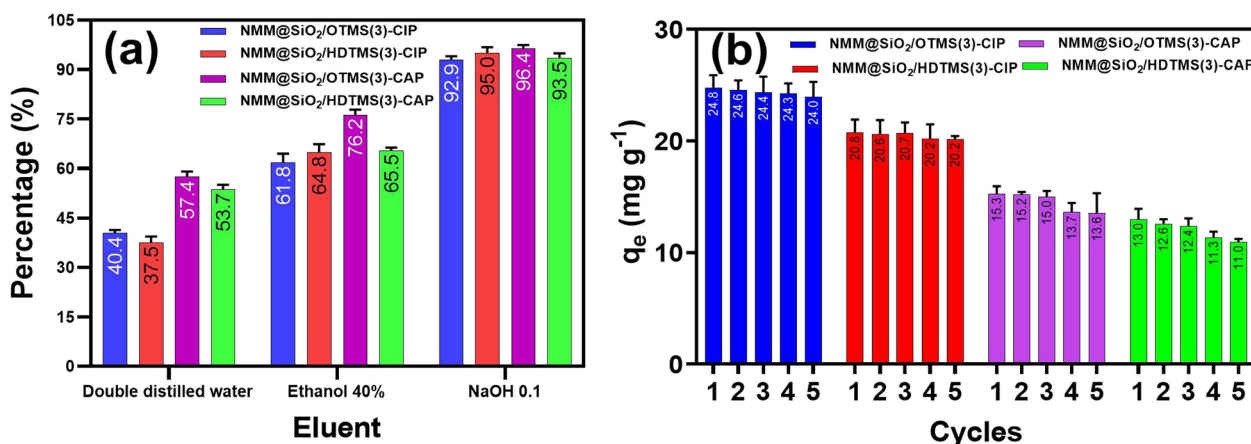 (a)
NMM@SiO₂/OTMS(3)-CIP
NMM@SiO₂/HDTMS(3)-CIP
NMM@SiO₂/OTMS(3)-CAP
NMM@SiO₂/HDTMS(3)-CAP
Percentage (%)
105
90
75
60
45
30
15
0
40.4
37.5
57.4
53.7
61.8
64.8
76.2
65.5
92.9
95.0
96.4
93.5
Double distilled water
Ethanol 40%
NaOH 0.1
Eluent
(b)
NMM@SiO₂/OTMS(3)-CIP
NMM@SiO₂/OTMS(3)-CAP
NMM@SiO₂/HDTMS(3)-CIP
NMM@SiO₂/HDTMS(3)-CAP
qₑ (mg g⁻¹)
30
20
10
0
24.8
24.6
24.4
24.3
24.0
20.8
20.6
20.7
20.2
20.2
15.3
15.2
15.0
13.7
13.6
13.0
12.6
12.4
11.3
11.0
1 2 3 4 5 1 2 3 4 5 1 2 3 4 5 1 2 3 4 5
Cycles